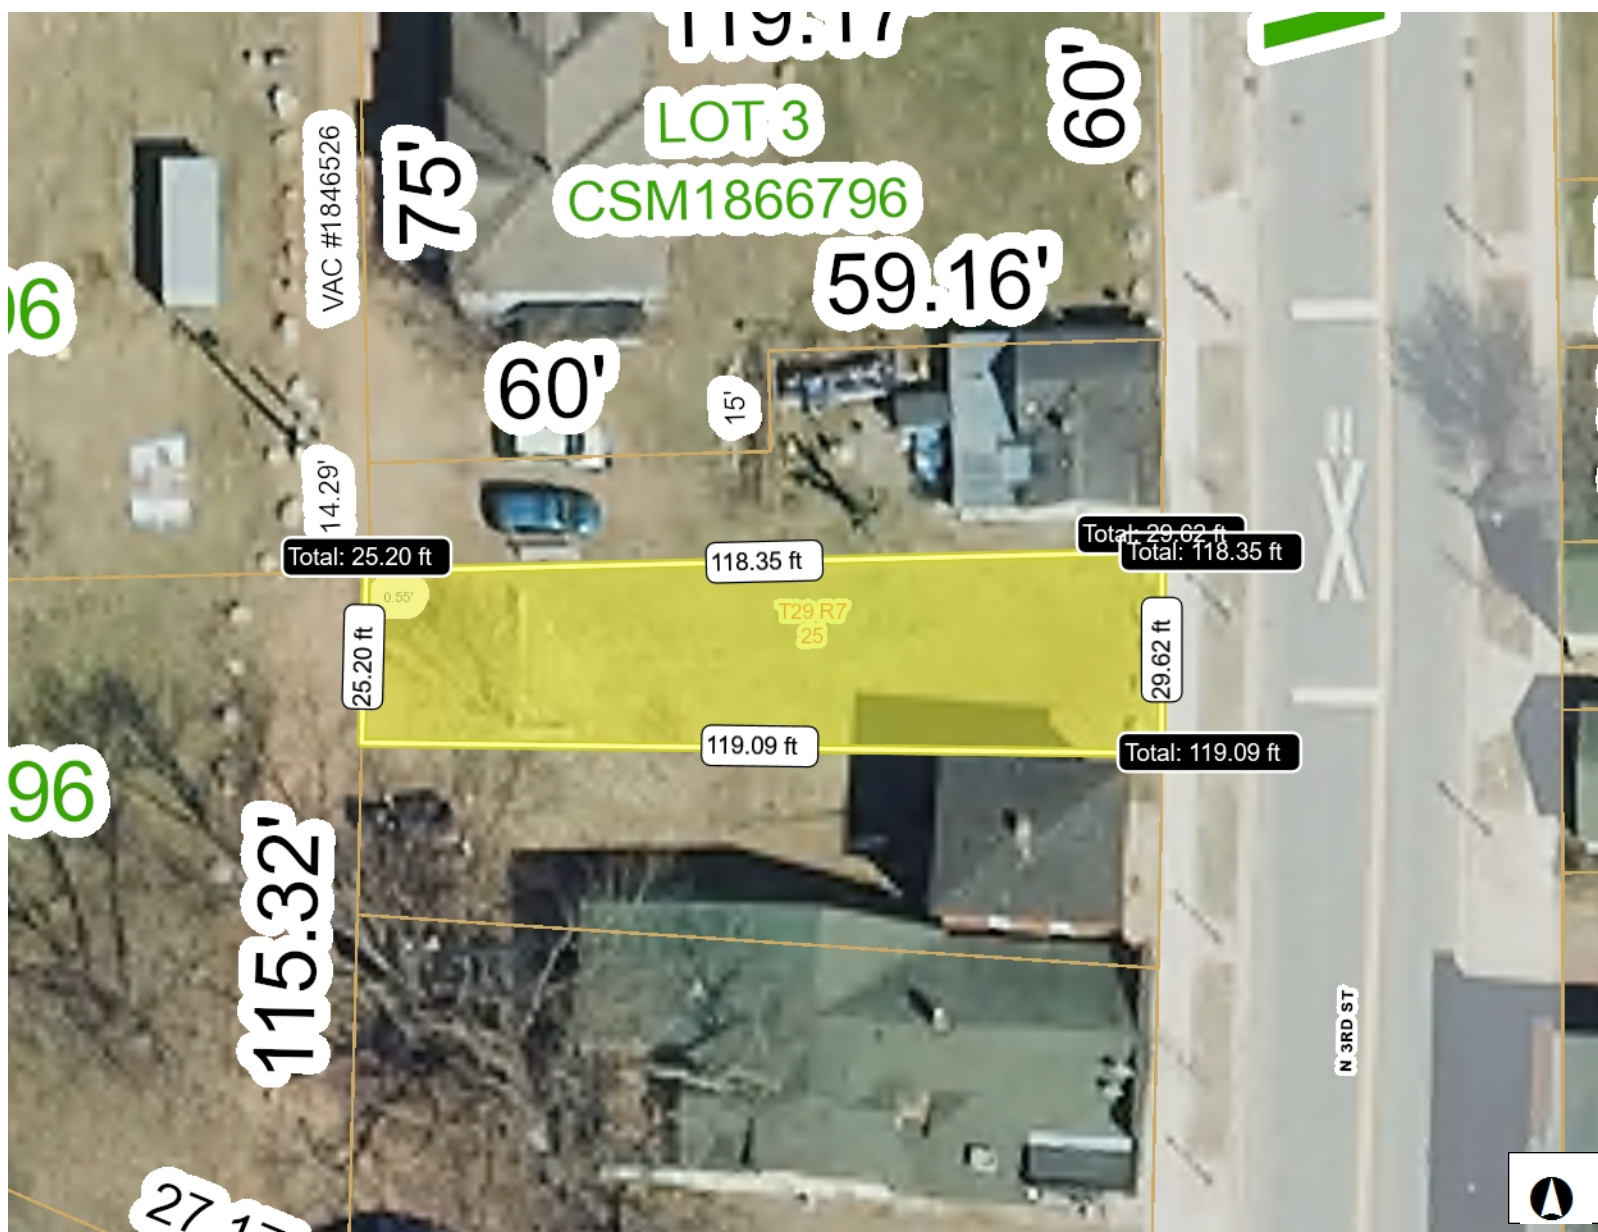 119.17'
60'
LOT 3
CSM1866796
VAC #1846526
75'
59.16'
96
60'
15'
14.29'
Total: 29.62 ft
Total: 25.20 ft
118.35 ft
Total: 118.35 ft
0.55'
T29 R7
25
25.20 ft
29.62 ft
119.09 ft
Total: 119.09 ft
96
115.32'
N 3RD ST
X